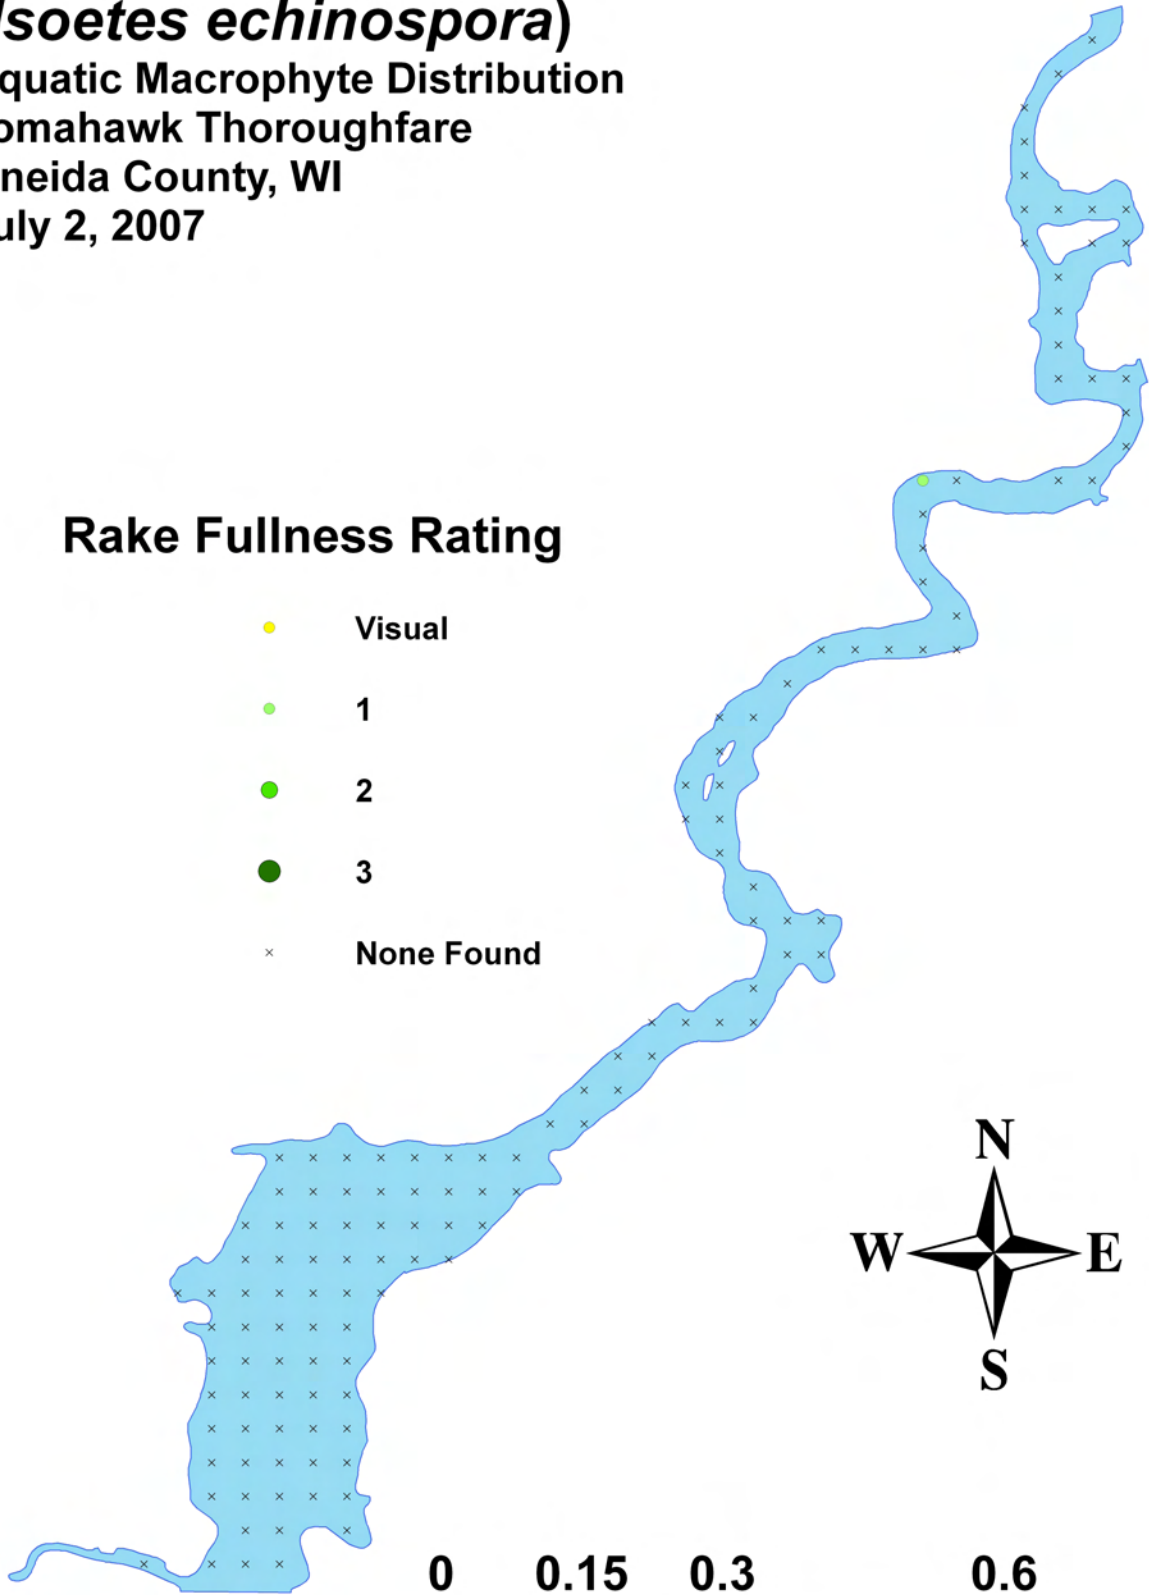 Isoetes echinospora)
quatic Macrophyte Distribution
omahawk Thoroughfare
neida County, WI
uly 2, 2007
Rake Fullness Rating
Visual
1
2
3
None Found
N
W E
S
0 0.15 0.3 0.6